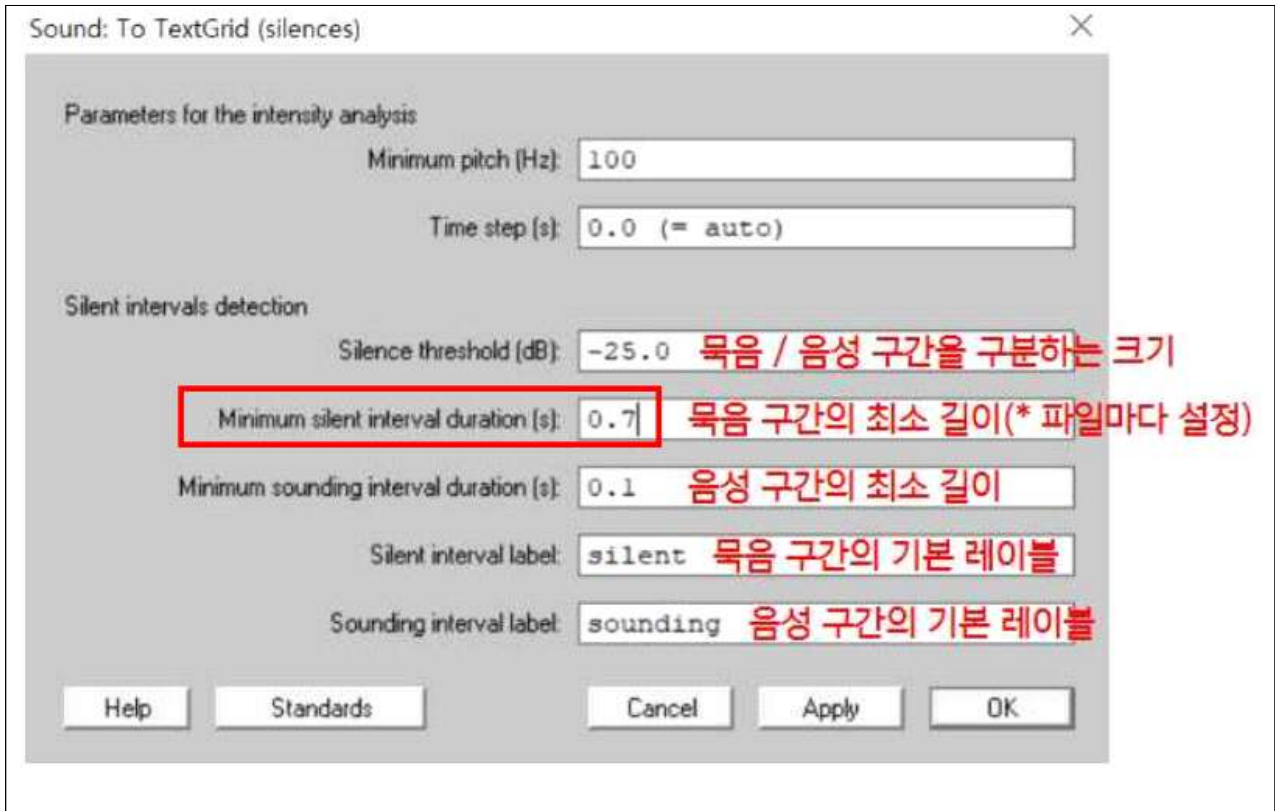 Sound: To TextGrid (silences)
Parameters for the intensity analysis
Minimum pitch (Hz): 100
Time step (s): 0.0 (= auto)
Silent intervals detection
Silence threshold (dB): -25.0 묵음 / 음성 구간을 구분하는 크기
Minimum silent interval duration (s): 0.7 묵음 구간의 최소 길이(* 파일마다 설정)
Minimum sounding interval duration (s): 0.1 음성 구간의 최소 길이
Silent interval label: silent 묵음 구간의 기본 레이블
Sounding interval label: sounding 음성 구간의 기본 레이블
Help Standards Cancel Apply OK